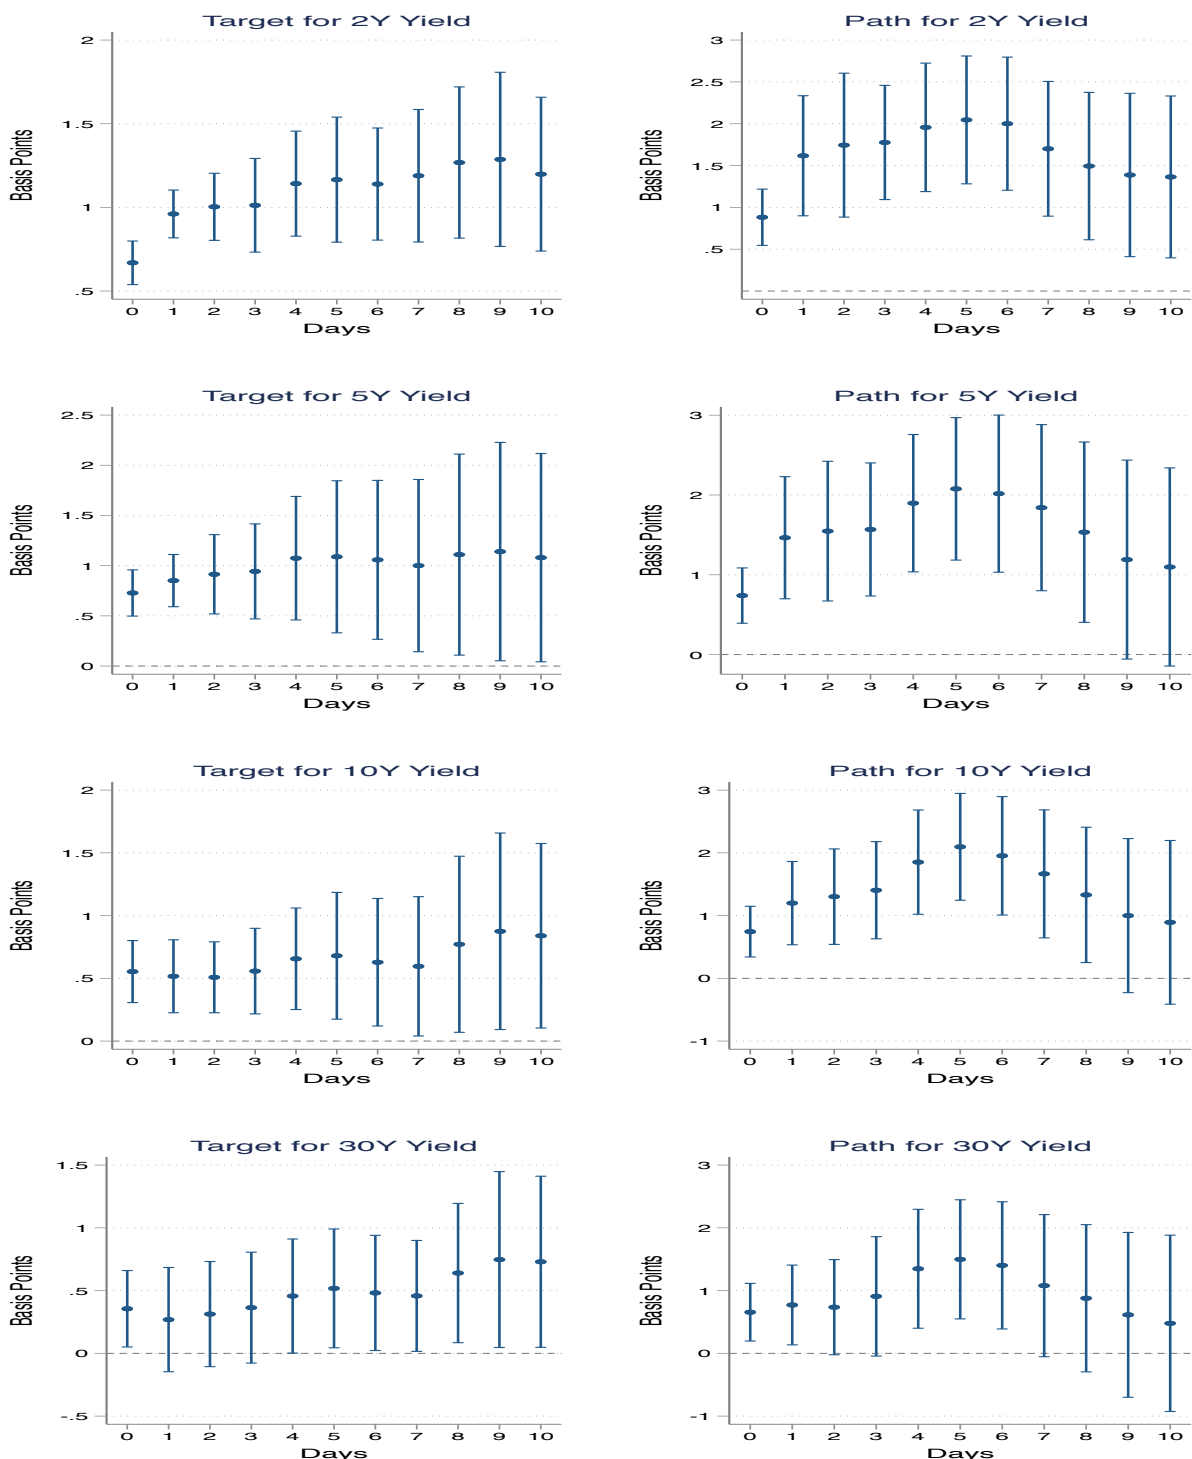 Target for 2Y Yield
Basis Points
2
1.5
1
.5
0 1 2 3 4 5 6 7 8 9 10
Days
Path for 2Y Yield
Basis Points
3
2.5
2
1.5
1
.5
0 1 2 3 4 5 6 7 8 9 10
Days
Target for 5Y Yield
Basis Points
2.5
2
1.5
1
.5
0
0 1 2 3 4 5 6 7 8 9 10
Days
Path for 5Y Yield
Basis Points
3
2
1
0
0 1 2 3 4 5 6 7 8 9 10
Days
Target for 10Y Yield
Basis Points
2
1.5
1
.5
0
0 1 2 3 4 5 6 7 8 9 10
Days
Path for 10Y Yield
Basis Points
3
2
1
0
-1
0 1 2 3 4 5 6 7 8 9 10
Days
Target for 30Y Yield
Basis Points
1.5
1
.5
0
-.5
0 1 2 3 4 5 6 7 8 9 10
Days
Path for 30Y Yield
Basis Points
3
2
1
0
-1
0 1 2 3 4 5 6 7 8 9 10
Days